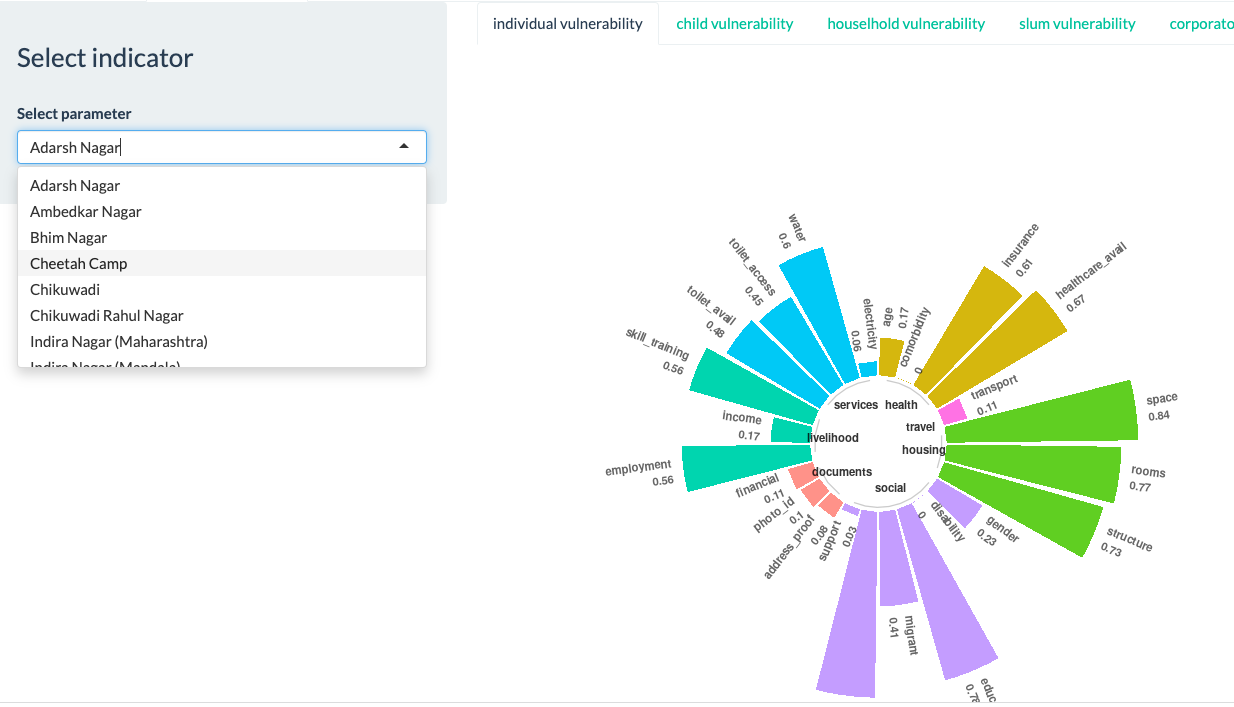 individual vulnerability
child vulnerability
houselhold vulnerability
slum vulnerability
corporato
Select indicator
Select parameter
Adarsh Nagar
Adarsh Nagar
Ambedkar Nagar
Bhim Nagar
Cheetah Camp
Chikuwadi
Chikuwadi Rahul Nagar
Indira Nagar (Maharashtra)
Indira Nagar (Mandala)
water
0.6
toilet_access
0.45
toilet_avail
0.48
skill_training
0.56
income
0.17
employment
0.56
financial
0.11
photo_id
0.1
address_proof
0.08
support
0.03
electricity
0.06
age
0.17
comorbidity
0
insurance
0.61
healthcare_avail
0.67
transport
0.11
space
0.84
rooms
0.77
structure
0.73
gender
0.23
disability
0
educ
migrant
0.41
services
health
travel
housing
social
documents
livelihood